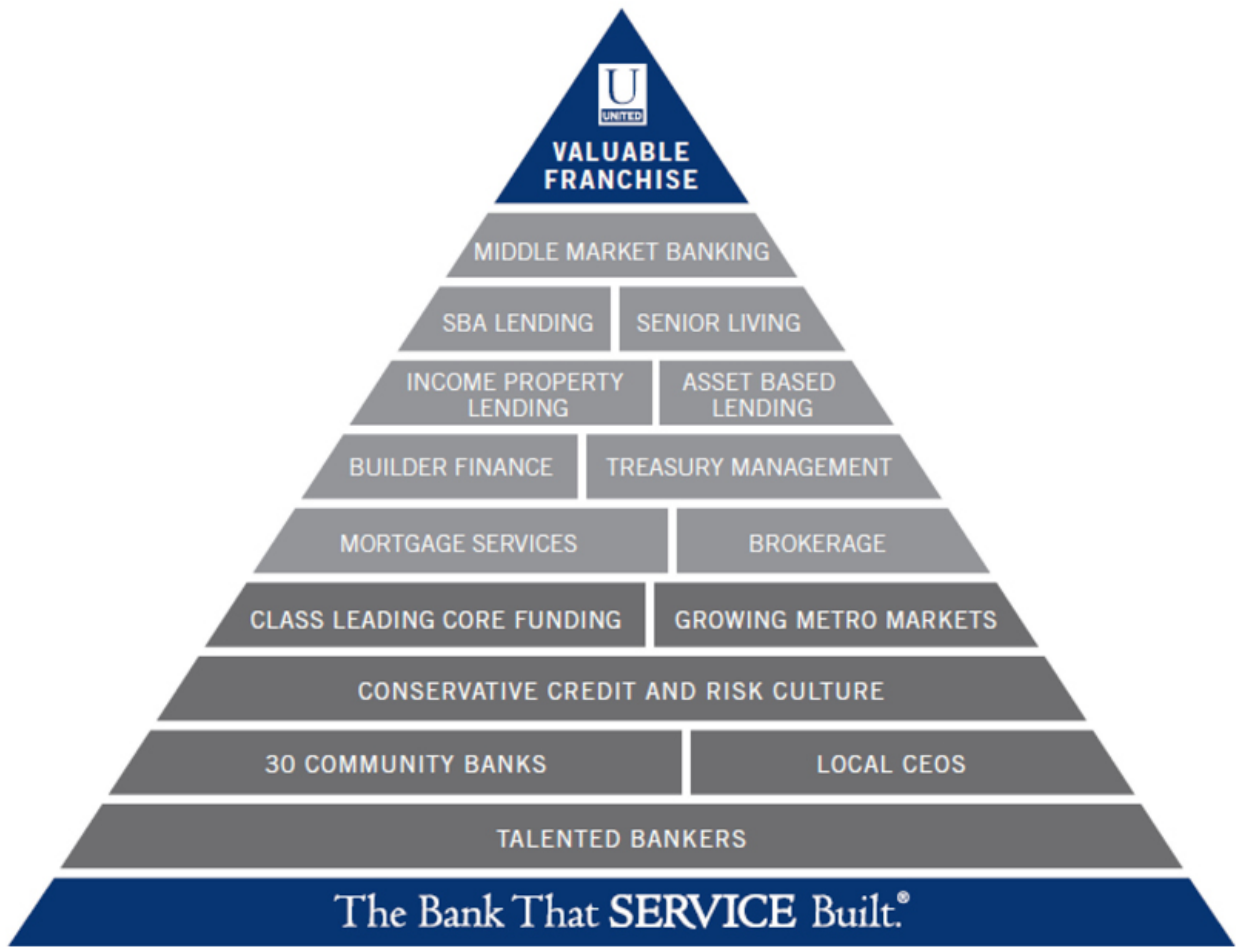 U
UNITED
VALUABLE
FRANCHISE
MIDDLE MARKET BANKING
SBA LENDING
SENIOR LIVING
INCOME PROPERTY
LENDING
ASSET BASED
LENDING
BUILDER FINANCE
TREASURY MANAGEMENT
MORTGAGE SERVICES
BROKERAGE
CLASS LEADING CORE FUNDING
GROWING METRO MARKETS
CONSERVATIVE CREDIT AND RISK CULTURE
30 COMMUNITY BANKS
LOCAL CEOS
TALENTED BANKERS
The Bank That SERVICE Built.®